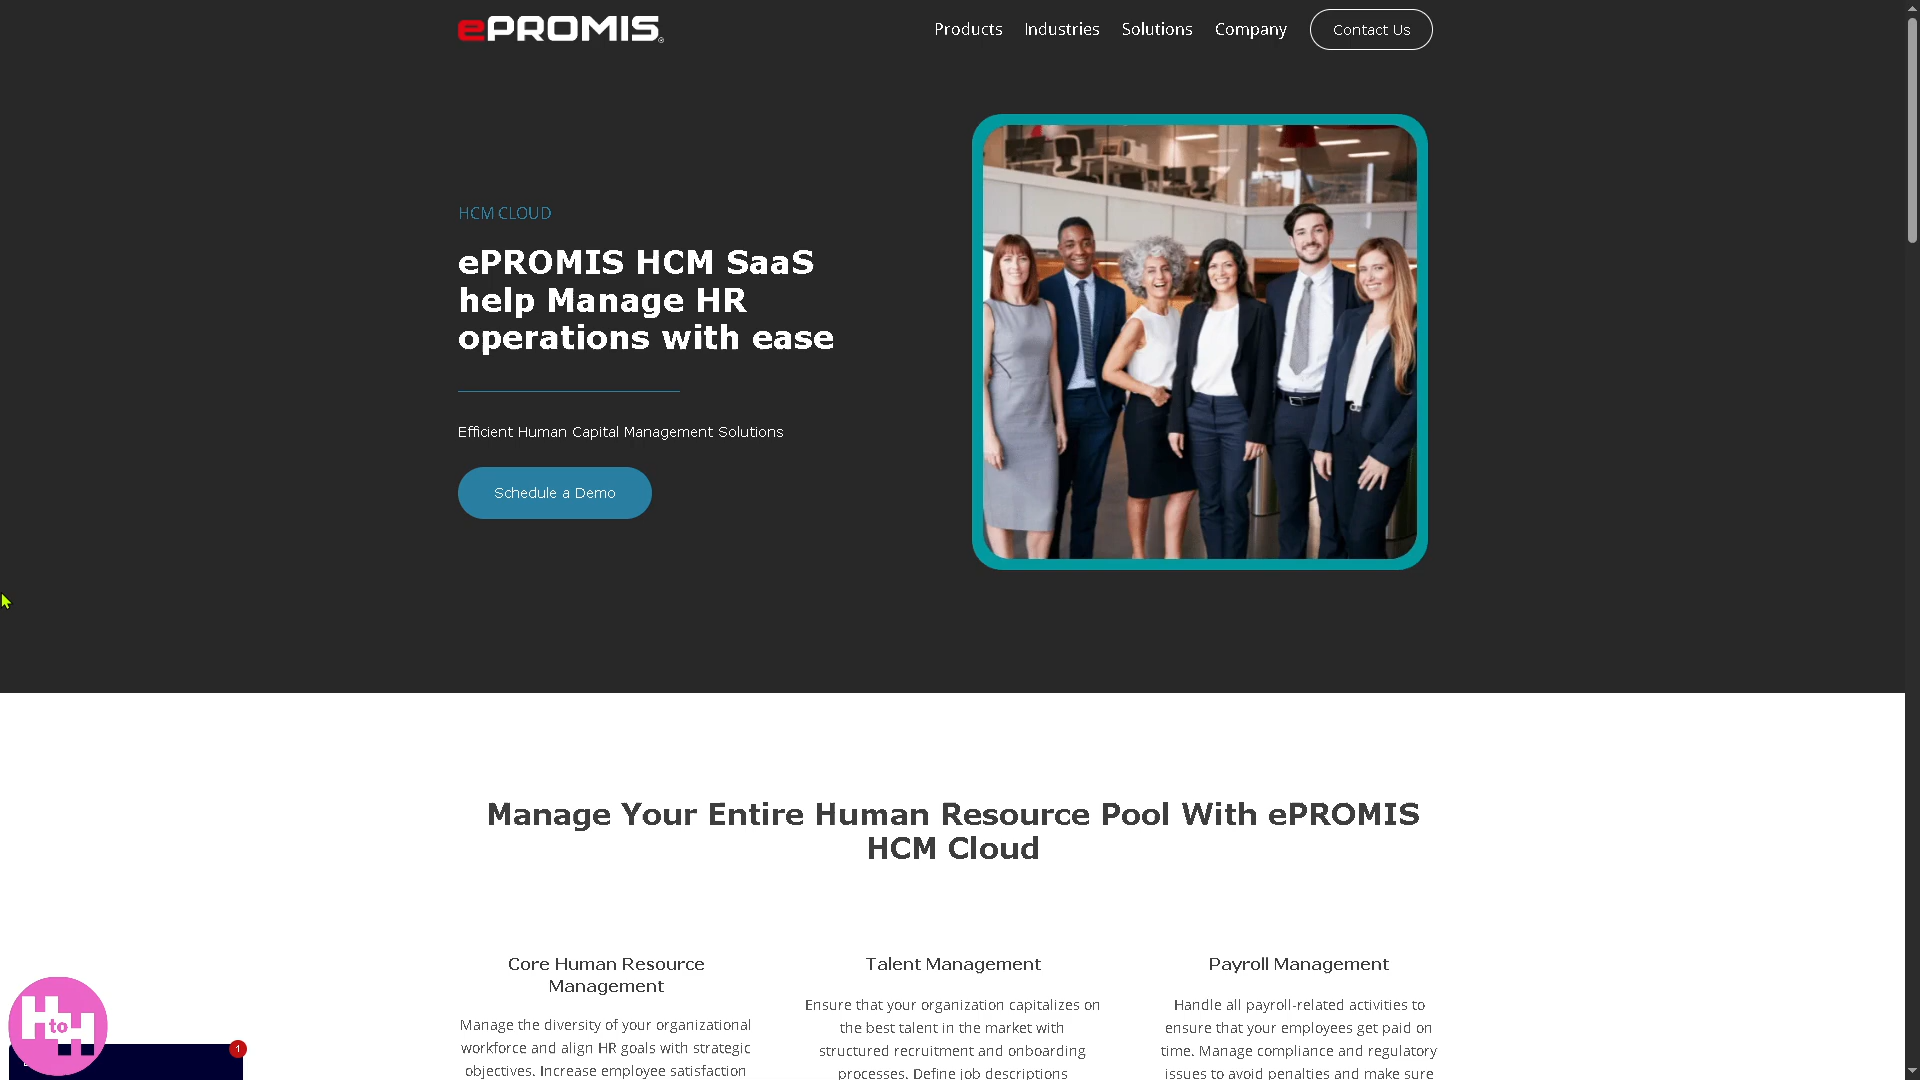 ePROMIS®
Products Industries Solutions Company Contact Us
HCM CLOUD
ePROMIS HCM SaaS
help Manage HR
operations with ease
Efficient Human Capital Management Solutions
Schedule a Demo
Manage Your Entire Human Resource Pool With ePROMIS
HCM Cloud
Core Human Resource
Management
Manage the diversity of your organizational
workforce and align HR goals with strategic
objectives. Increase employee satisfaction
Talent Management
Ensure that your organization capitalizes on
the best talent in the market with
structured recruitment and onboarding
processes. Define job descriptions
Payroll Management
Handle all payroll-related activities to
ensure that your employees get paid on
time. Manage compliance and regulatory
issues to avoid penalties and make sure
H to H
1